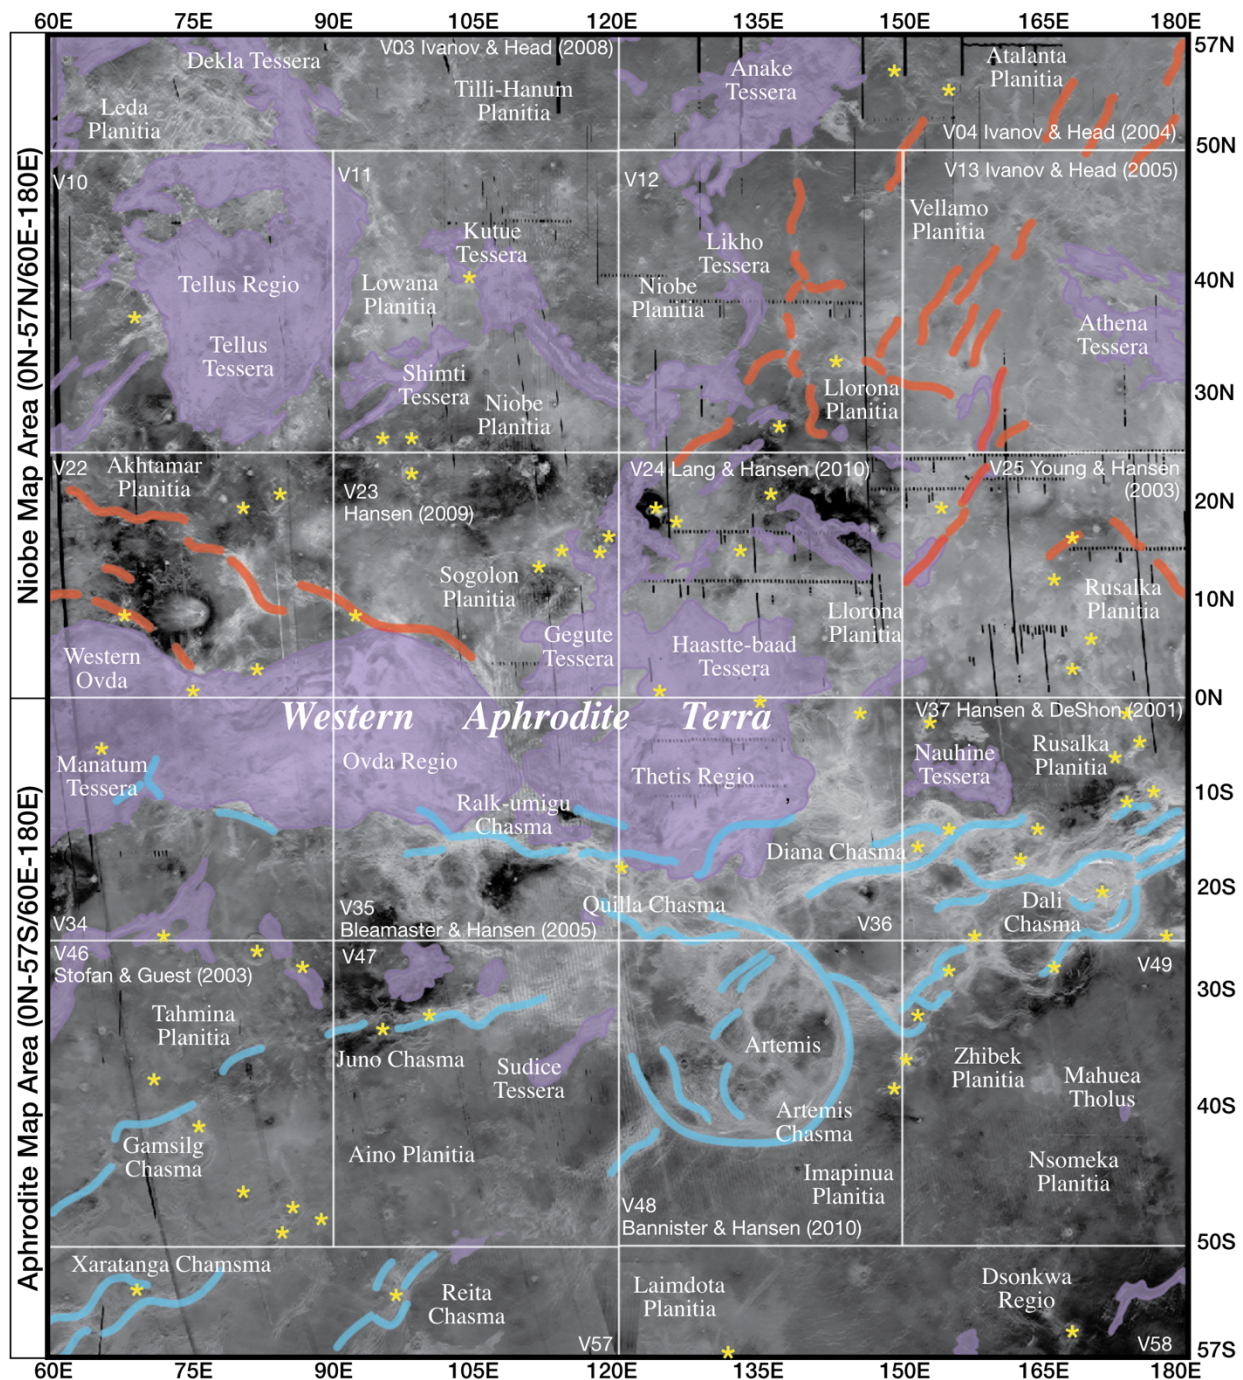 60E 75E 90E 105E 120E 135E 150E 165E 180E
57N
50N
40N
30N
20N
10N
0N
10S
20S
30S
40S
50S
57S
Niobe Map Area (0N-57N/60E-180E)
Aphrodite Map Area (0N-57S/60E-180E)
Dekla Tessera
V03 Ivanov & Head (2008)
Leda
Planitia
Tilli-Hanum
Planitia
Anake
Tessera
Atalanta
Planitia
V04 Ivanov & Head (2004)
V10
V11
V12
V13 Ivanov & Head (2005)
Vellamo
Planitia
Kutue
Tessera
Likho
Tessera
Tellus Regio
Lowana
Planitia
Niobe
Planitia
Tellus
Tessera
Athena
Tessera
Shimti
Tessera
Niobe
Planitia
Llorona
Planitia
V22
Akhtamar
Planitia
V23
Hansen (2009)
V24 Lang & Hansen (2010)
V25 Young & Hansen
(2003)
Sogolon
Planitia
Rusalka
Planitia
Llorona
Planitia
Gegute
Tessera
Haastte-baad
Tessera
Western
Ovda
Western Aphrodite Terra
V37 Hansen & DeShon (2001)
Manatum
Tessera
Ovda Regio
Thetis Regio
Nauhine
Tessera
Rusalka
Planitia
Ralk-umigu
Chasma
Diana Chasma
Quilla Chasma
Dali
Chasma
V34
V35
Bleamaster & Hansen (2005)
V36
V46
Stofan & Guest (2003)
V47
V49
Tahmina
Planitia
Juno Chasma
Sudice
Tessera
Artemis
Zhibek
Planitia
Mahuea
Tholus
Artemis
Chasma
Gamsilg
Chasma
Aino Planitia
Imapinua
Planitia
Nsomeka
Planitia
V48
Bannister & Hansen (2010)
Xaratanga Chamsma
Reita
Chasma
Laimdota
Planitia
Dsonkwa
Regio
V57
V58
60E 75E 90E 105E 120E 135E 150E 165E 180E